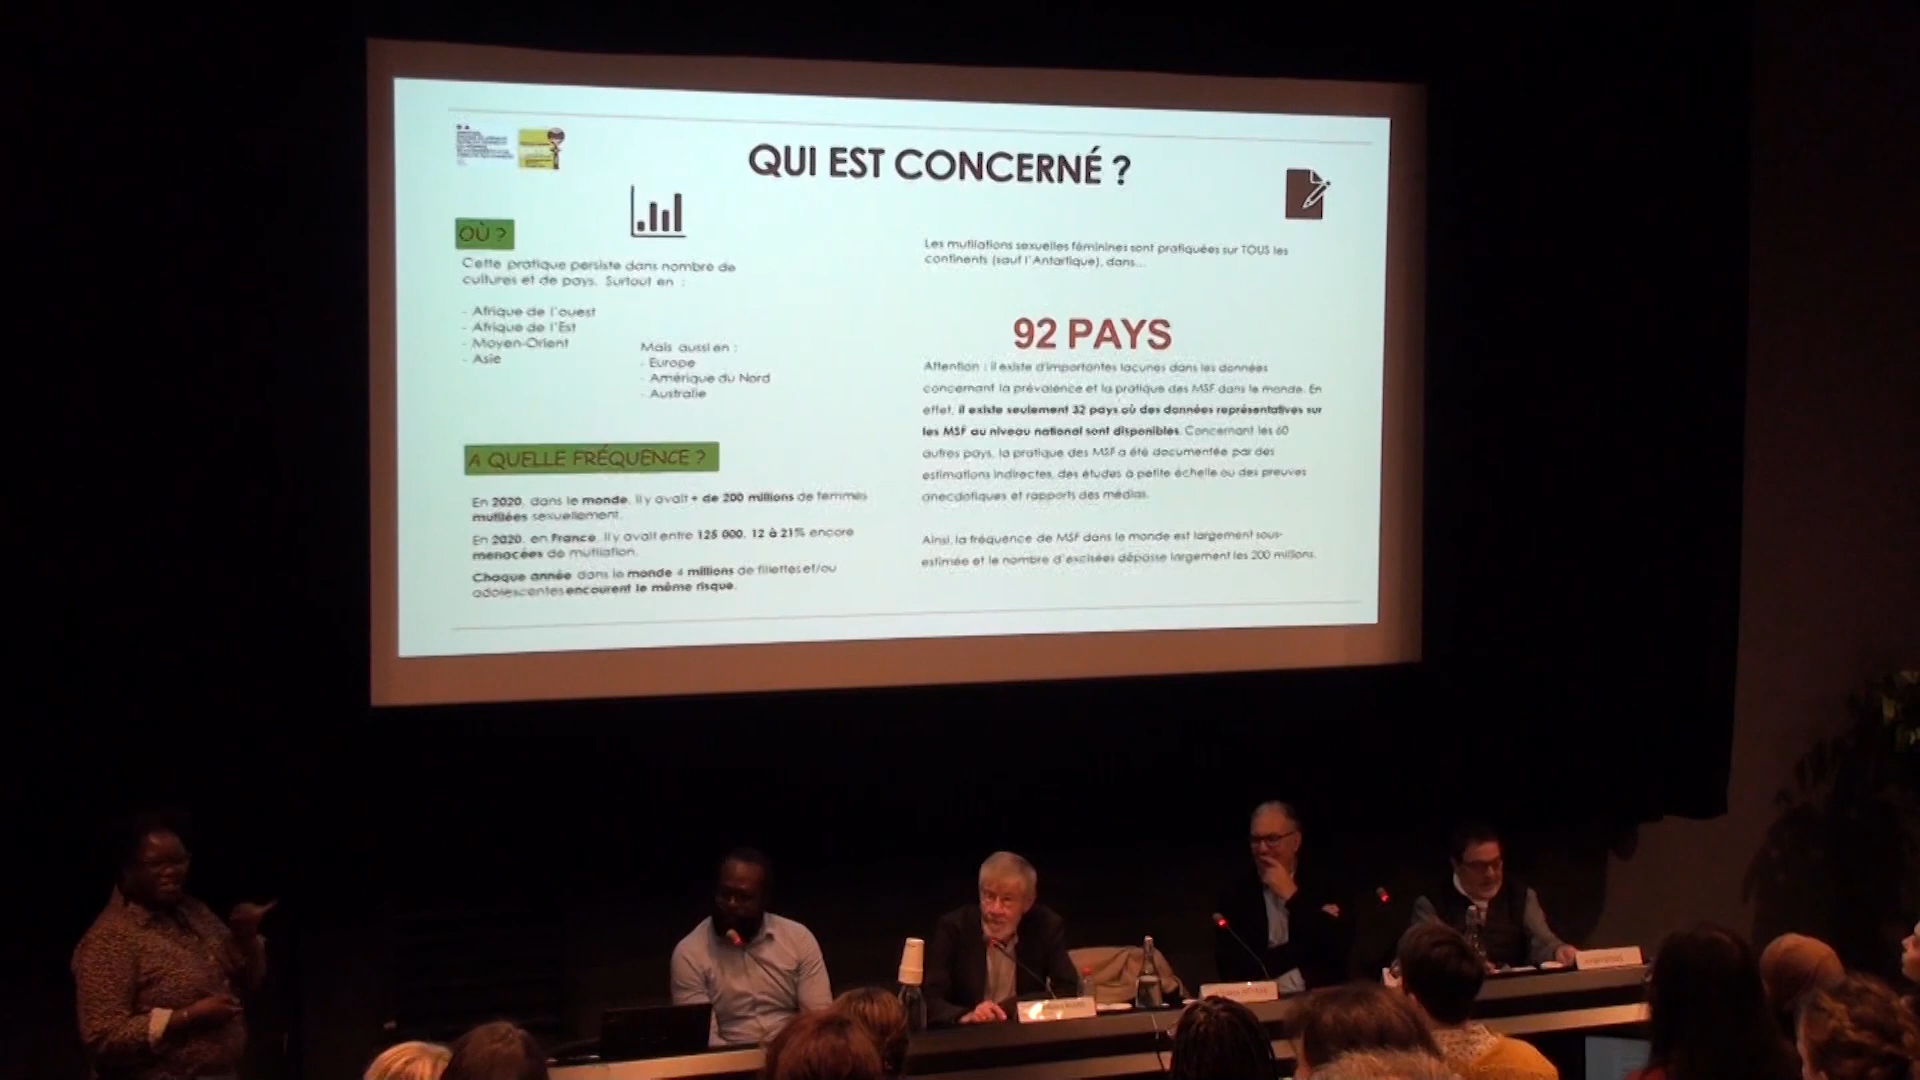 QUI EST CONCERNÉ ?
OÙ ?
Cette pratique persiste dans nombre de
cultures et de pays. Surtout en :
- Afrique de l'ouest
- Afrique de l'Est
- Moyen-Orient
- Asie
Mais aussi en :
- Europe
- Amérique du Nord
- Australie
A QUELLE FRÉQUENCE ?
En 2020, dans le monde, il y avait + de 200 millions de femmes
mutilées sexuellement.
En 2020, en France, il y avait entre 125 000, 12 à 21% encore
menacées de mutilation.
Chaque année dans le monde 4 millions de fillettes et/ou
adolescentes encourent le même risque.
Les mutilations sexuelles féminines sont pratiquées sur TOUS les
continents (sauf l'Antartique), dans...
92 PAYS
Attention : il existe d'importantes lacunes dans les données
concernant la prévalence et la pratique des MSF dans le monde. En
effet, il existe seulement 32 pays où des données représentatives sur
les MSF au niveau national sont disponibles. Concernant les 60
autres pays, la pratique des MSF a été documentée par des
estimations indirectes, des études à petite échelle ou des preuves
anecdotiques et rapports des médias.
Ainsi, la fréquence de MSF dans le monde est largement sous-
estimée et le nombre d'excisées dépasse largement les 200 millions.